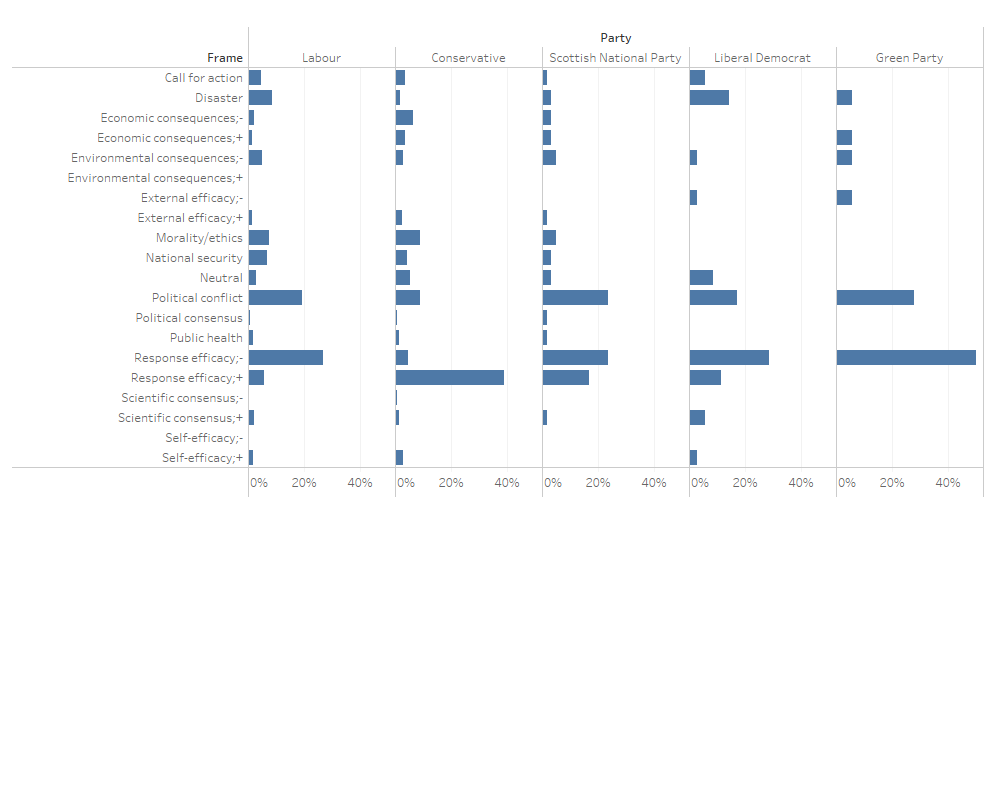 Party
Frame Labour Conservative Scottish National Party Liberal Democrat Green Party
Call for action
Disaster
Economic consequences;-
Economic consequences;+
Environmental consequences;-
Environmental consequences;+
External efficacy;-
External efficacy;+
Morality/ethics
National security
Neutral
Political conflict
Political consensus
Public health
Response efficacy;-
Response efficacy;+
Scientific consensus;-
Scientific consensus;+
Self-efficacy;-
Self-efficacy;+
0% 20% 40% 0% 20% 40% 0% 20% 40% 0% 20% 40% 0% 20% 40%